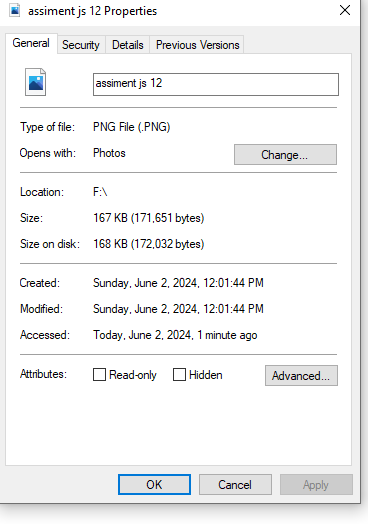 assiment js 12 Properties
General Security Details Previous Versions
assiment js 12
Type of file: PNG File (.PNG)
Opens with: Photos Change...
Location: F:\
Size: 167 KB (171,651 bytes)
Size on disk: 168 KB (172,032 bytes)
Created: Sunday, June 2, 2024, 12:01:44 PM
Modified: Sunday, June 2, 2024, 12:01:44 PM
Accessed: Today, June 2, 2024, 1 minute ago
Attributes: Read-only Hidden Advanced...
OK Cancel Apply